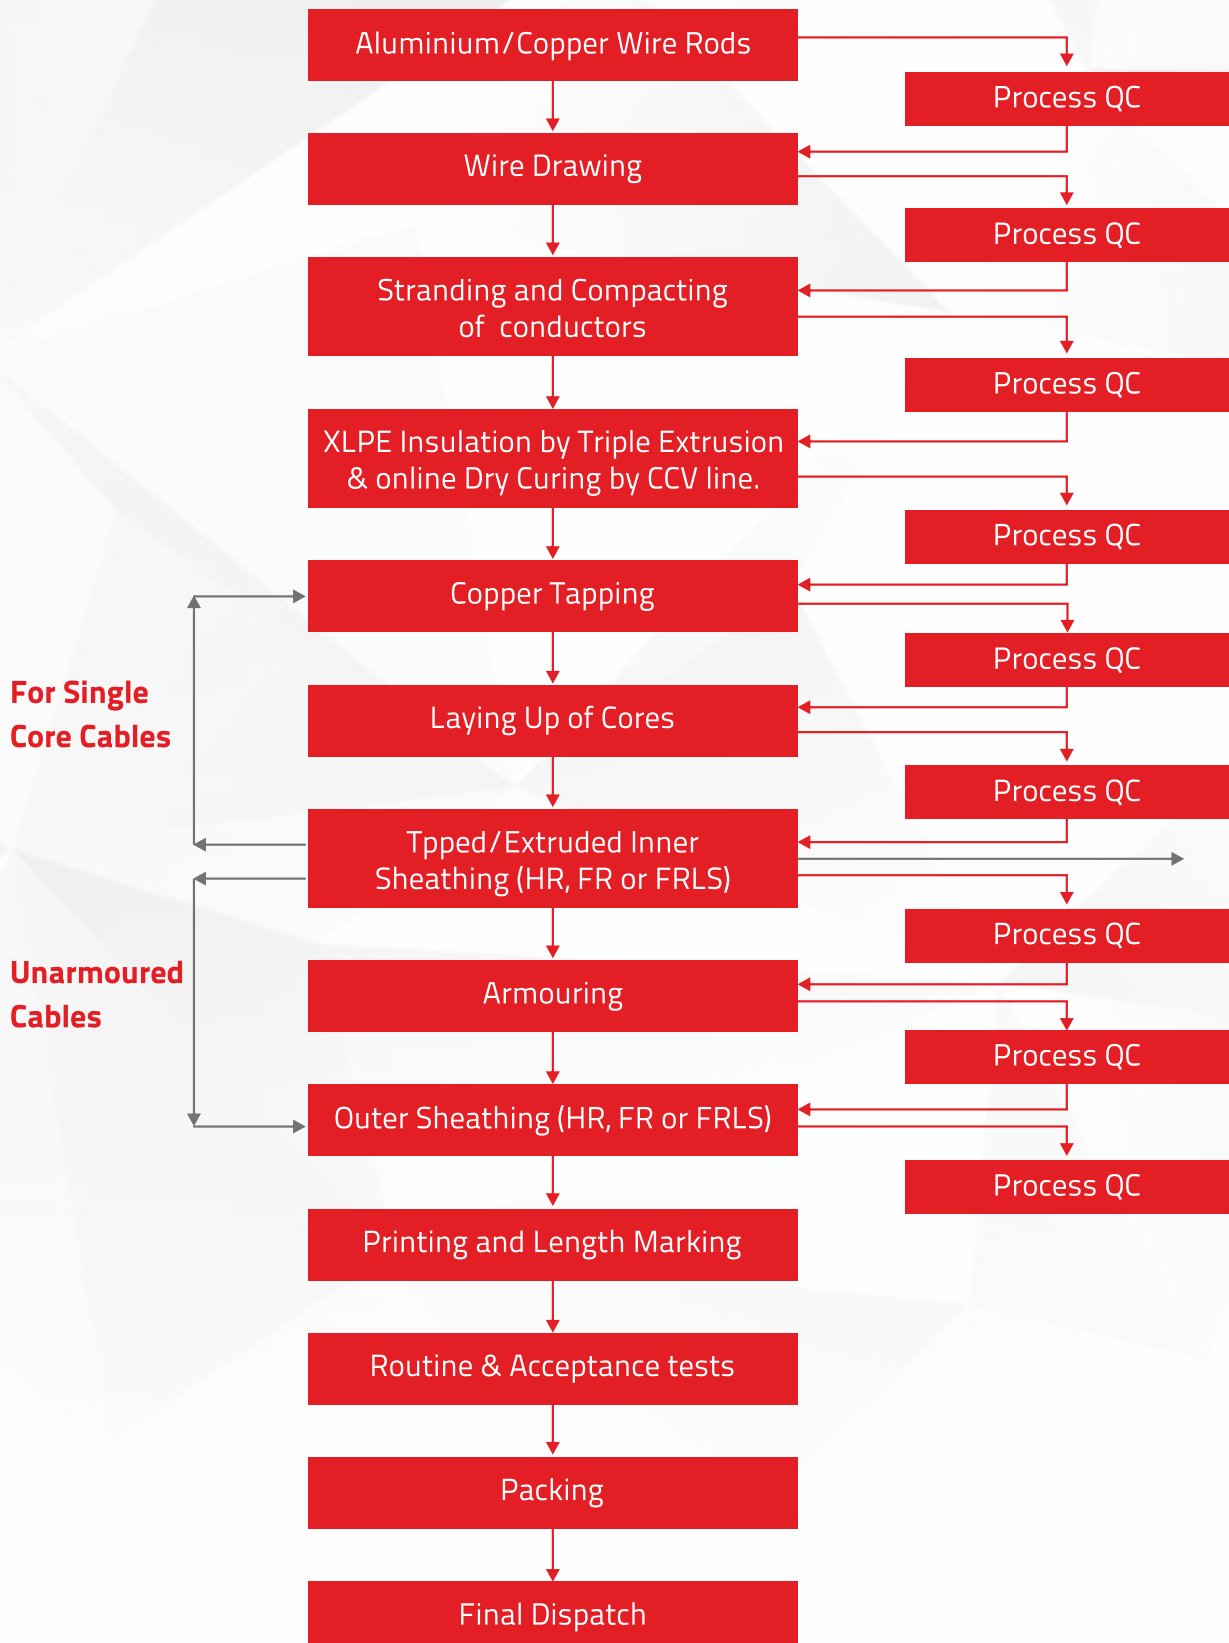 Aluminium/Copper Wire Rods
Process QC
Wire Drawing
Process QC
Stranding and Compacting
of conductors
Process QC
XLPE Insulation by Triple Extrusion
& online Dry Curing by CCV line.
Process QC
Copper Tapping
Process QC
For Single
Core Cables
Laying Up of Cores
Process QC
Tpped/Extruded Inner
Sheathing (HR, FR or FRLS)
Process QC
Unarmoured
Cables
Armouring
Process QC
Outer Sheathing (HR, FR or FRLS)
Process QC
Printing and Length Marking
Routine & Acceptance tests
Packing
Final Dispatch